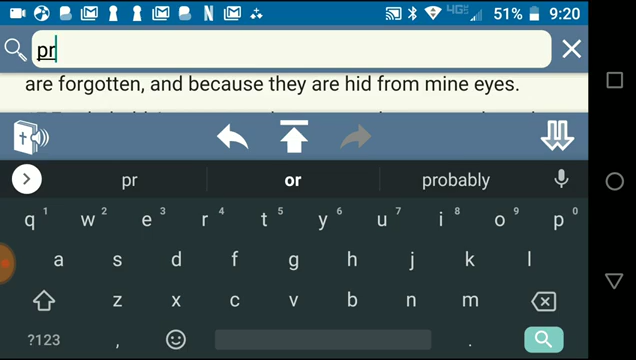 4G 51% 9:20
pr
are forgotten, and because they are hid from mine eyes.
pr or probably
q 1 w 2 e 3 r 4 t 5 y 6 u 7 i 8 o 9 p 0
a s d f g h j k l
z x c v b n m
?123 , .